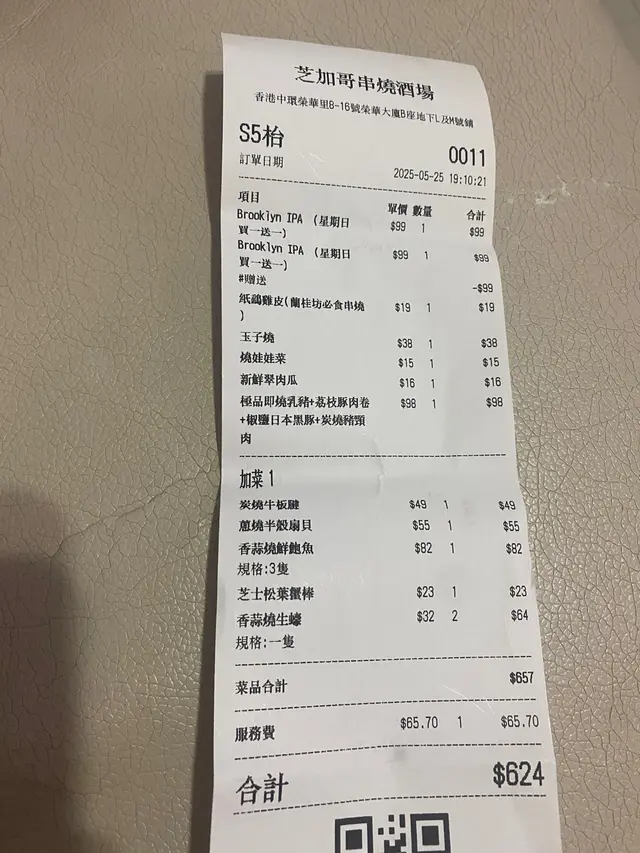 芝加哥串燒酒場
香港中環榮華里8-16號榮華大廈B座地下L及M號鋪
S5枱 0011
訂單日期 2025-05-25 19:10:21
項目 單價 數量 合計
Brooklyn IPA (星期日 $99 1 $99
買一送一)
Brooklyn IPA (星期日 $99 1 $99
買一送一)
#贈送 -$99
紙鷂雞皮(蘭桂坊必食串燒 $19 1 $19
)
玉子燒 $38 1 $38
燒娃娃菜 $15 1 $15
新鮮翠肉瓜 $16 1 $16
極品即燒乳豬+荔枝豚肉卷 $98 1 $98
+椒鹽日本黑豚+炭燒豬頸
肉
加菜 1
炭燒牛板腱 $49 1 $49
蔥燒半殼扇貝 $55 1 $55
香蒜燒鮮鮑魚 $82 1 $82
規格:3隻
芝士松葉蟹棒 $23 1 $23
香蒜燒生蠔 $32 2 $64
規格:一隻
菜品合計 $657
服務費 $65.70 1 $65.70
合計 $624